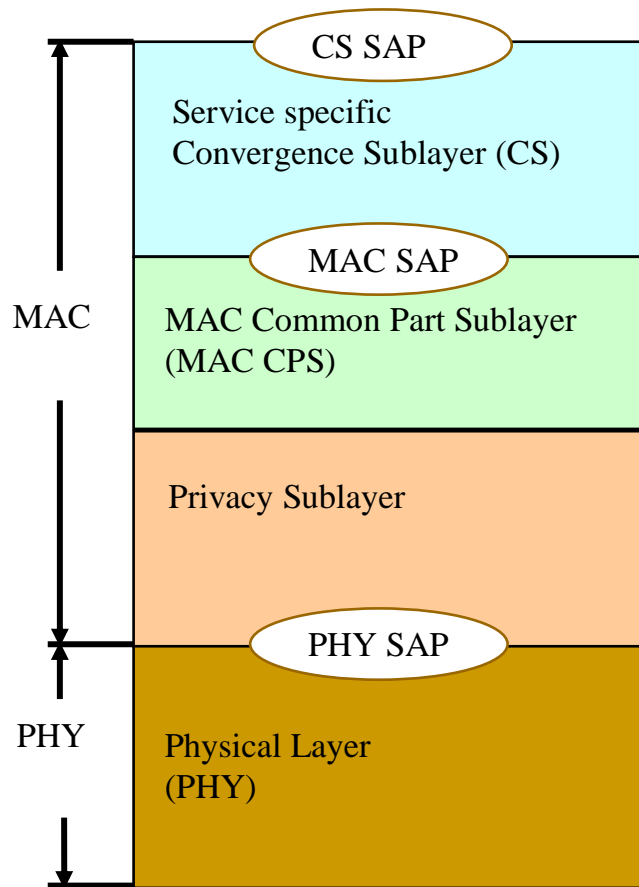 CS SAP
Service specific
Convergence Sublayer (CS)
MAC SAP
MAC
MAC Common Part Sublayer
(MAC CPS)
Privacy Sublayer
PHY SAP
PHY
Physical Layer
(PHY)